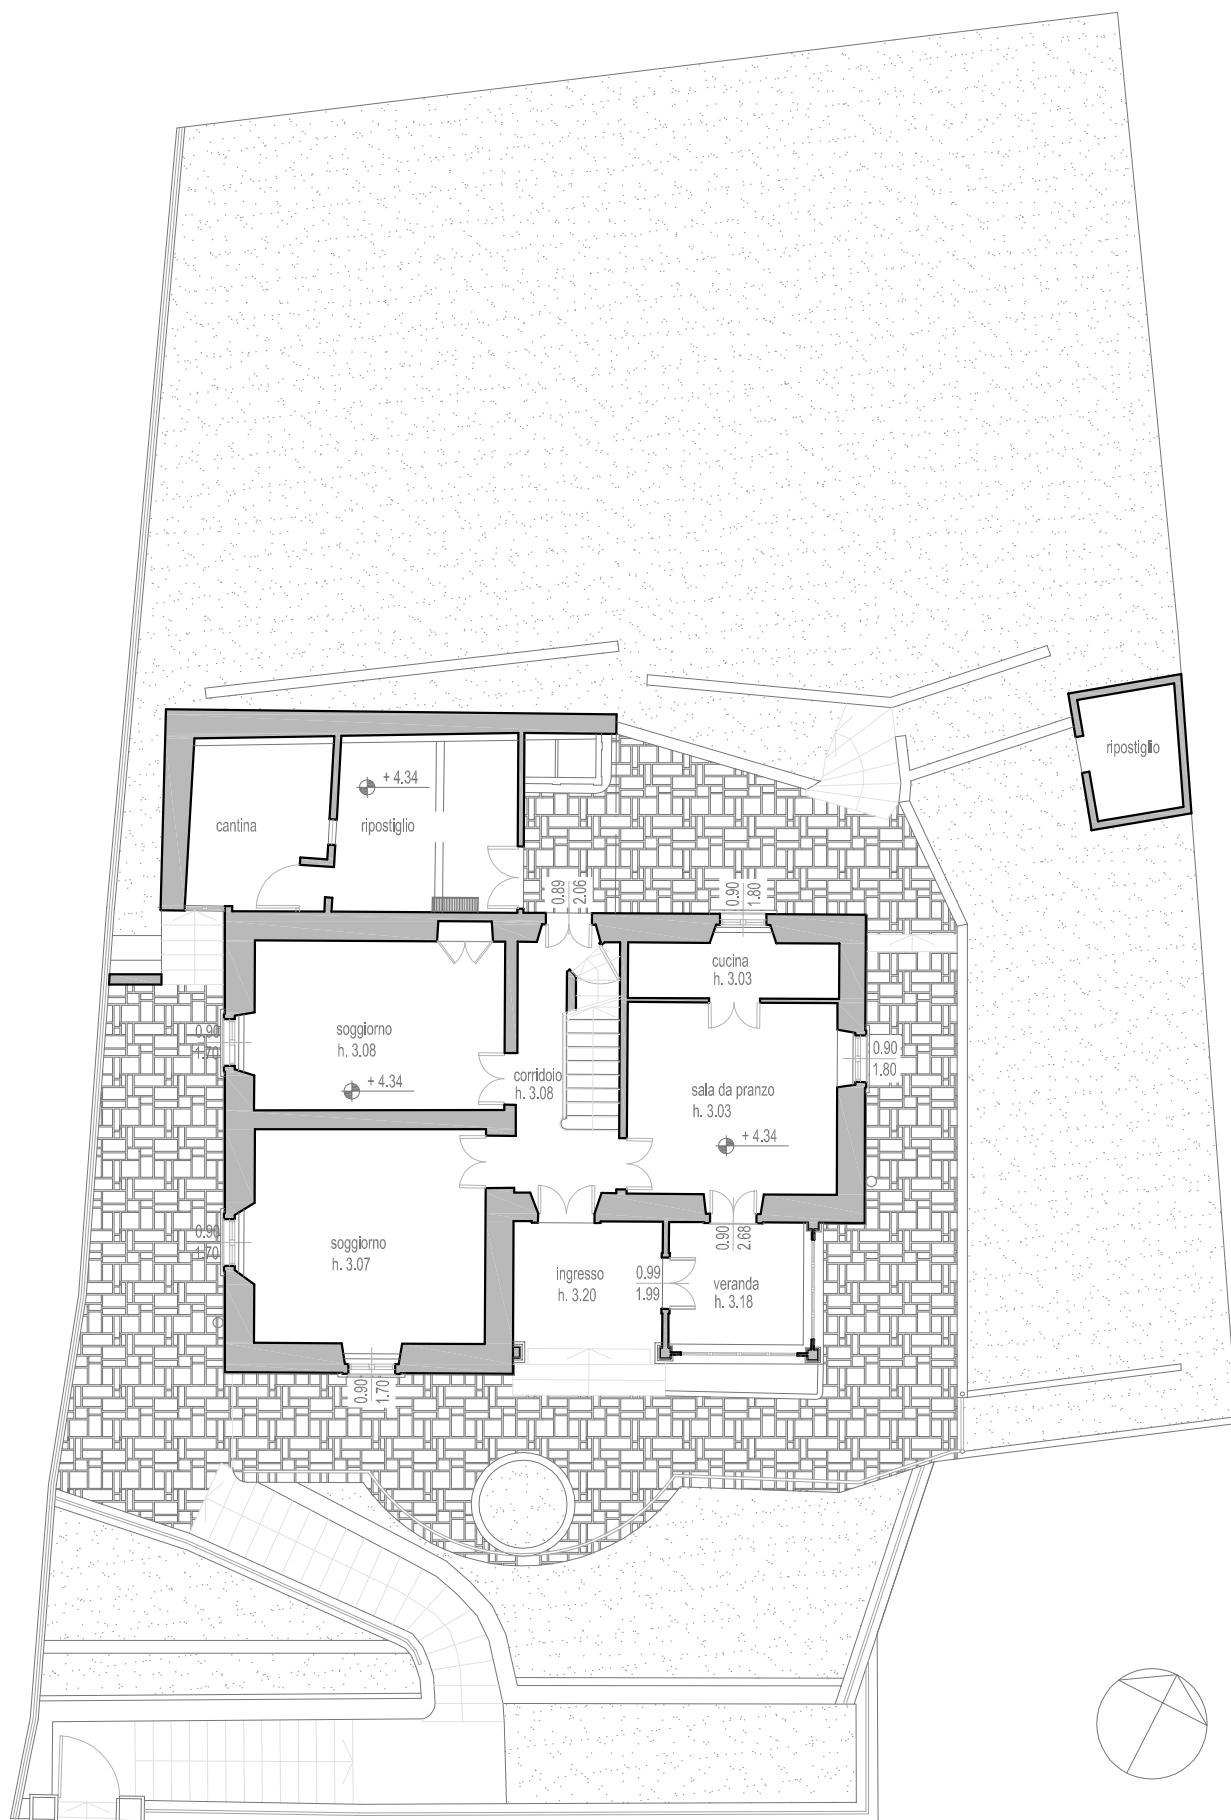 ripostiglio
+ 4.34
cantina
ripostiglio
0.89
2.06
0.90
1.80
cucina
h. 3.03
soggiorno
h. 3.08
+ 4.34
0.90
1.70
corridoio
h. 3.08
0.90
1.80
sala da pranzo
h. 3.03
+ 4.34
0.90
1.70
soggiorno
h. 3.07
0.90
2.68
ingresso
h. 3.20
0.99
1.99
veranda
h. 3.18
0.90
1.70